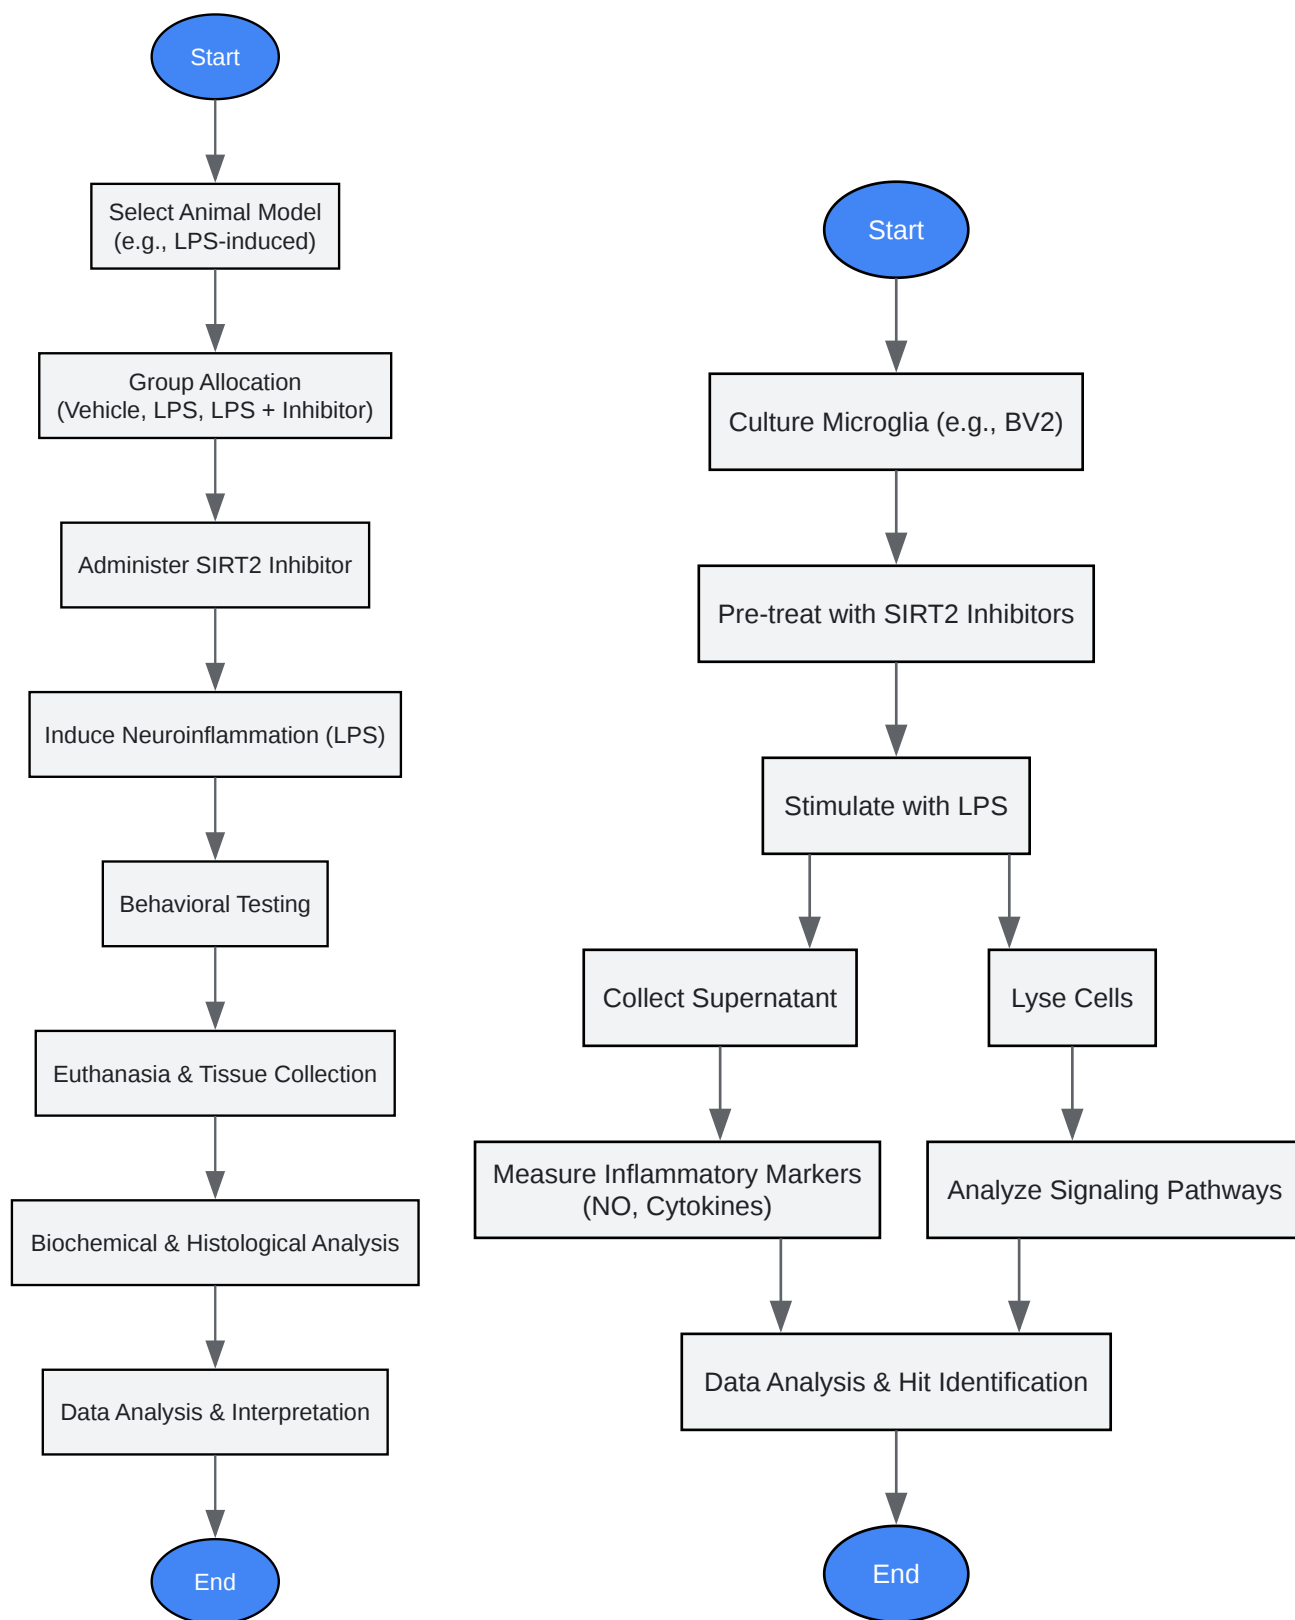 Start
Select Animal Model
(e.g., LPS-induced)
Group Allocation
(Vehicle, LPS, LPS + Inhibitor)
Administer SIRT2 Inhibitor
Induce Neuroinflammation (LPS)
Behavioral Testing
Euthanasia & Tissue Collection
Biochemical & Histological Analysis
Data Analysis & Interpretation
End
Start
Culture Microglia (e.g., BV2)
Pre-treat with SIRT2 Inhibitors
Stimulate with LPS
Collect Supernatant
Lyse Cells
Measure Inflammatory Markers
(NO, Cytokines)
Analyze Signaling Pathways
Data Analysis & Hit Identification
End